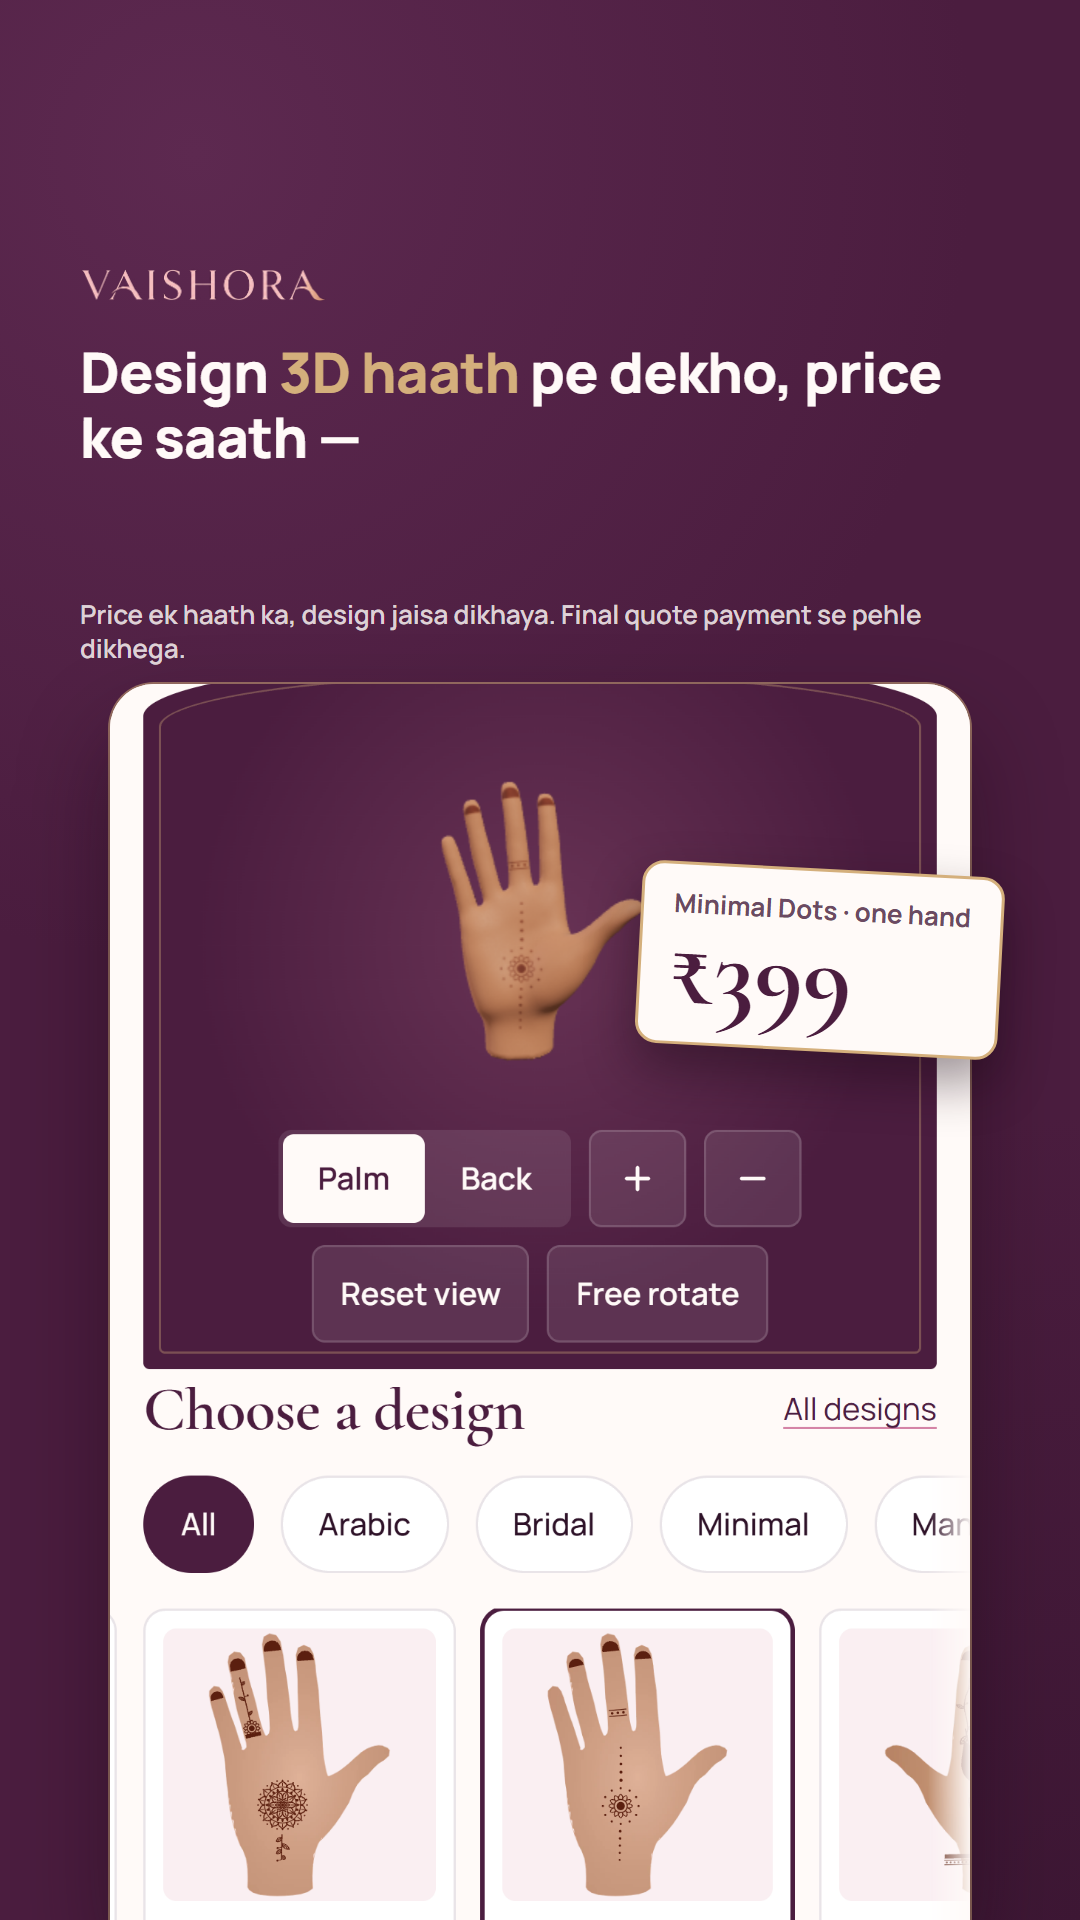 VAISHORA
Design 3D haath pe dekho, price
ke saath —
Price ek haath ka, design jaisa dikhaya. Final quote payment se pehle
dikhega.
Minimal Dots · one hand
₹399
Palm
Back
+
−
Reset view
Free rotate
Choose a design
All designs
All
Arabic
Bridal
Minimal